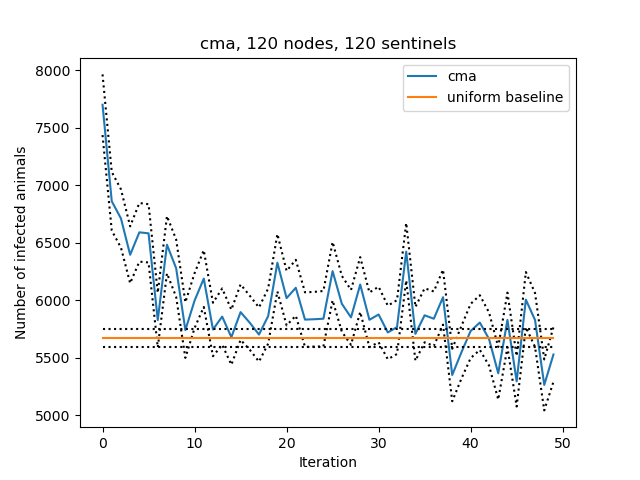 cma, 120 nodes, 120 sentinels
cma
uniform baseline
Number of infected animals
8000
7500
7000
6500
6000
5500
5000
0 10 20 30 40 50
Iteration